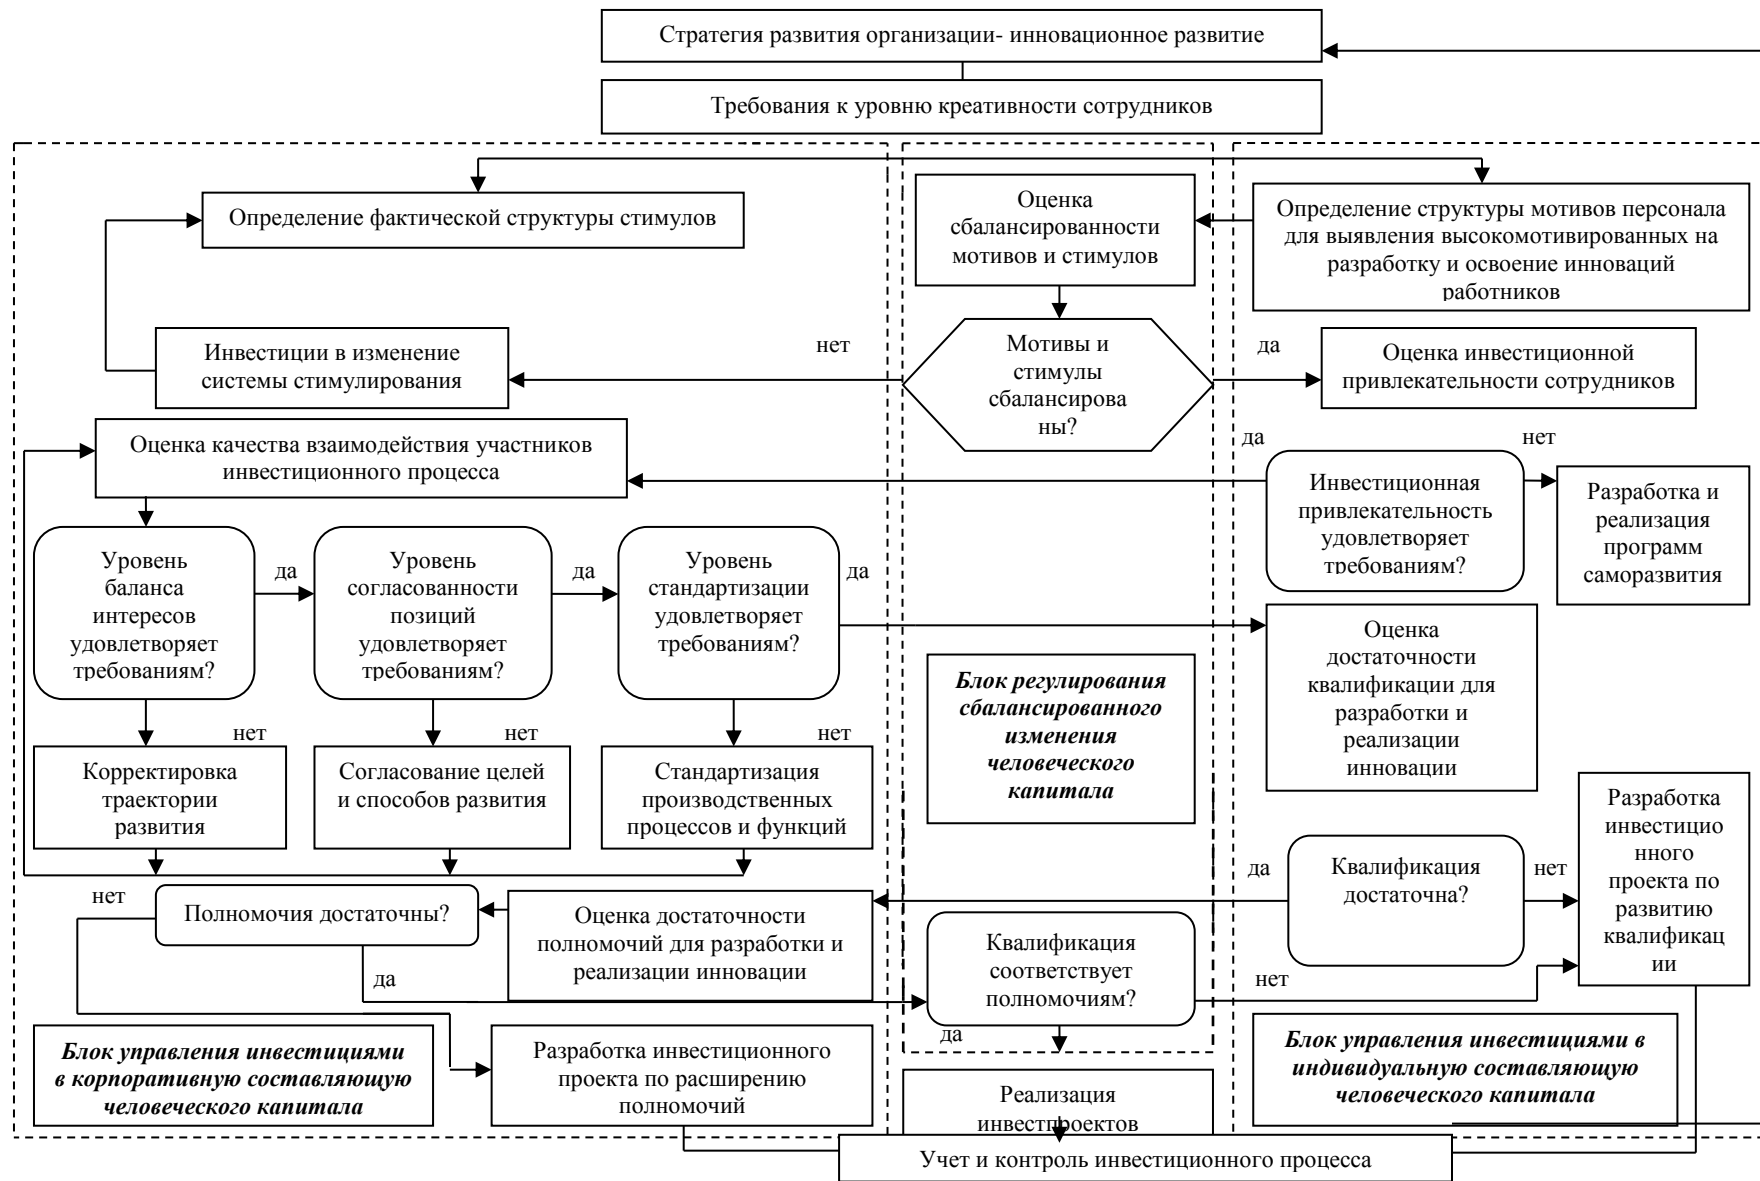 Стратегия развития организации- инновационное развитие
Требования к уровню креативности сотрудников
Определение фактической структуры стимулов
Оценка
сбалансированности
мотивов и стимулов
Определение структуры мотивов персонала
для выявления высокомотивированных на
разработку и освоение инноваций
работников
Инвестиции в изменение
системы стимулирования
нет
Мотивы и
стимулы
сбалансирова
ны?
да
Оценка инвестиционной
привлекательности сотрудников
Оценка качества взаимодействия участников
инвестиционного процесса
да
нет
Инвестиционная
привлекательность
удовлетворяет
требованиям?
Разработка и
реализация
программ
саморазвития
Уровень
баланса
интересов
удовлетворяет
требованиям?
да
Уровень
согласованности
позиций
удовлетворяет
требованиям?
да
Уровень
стандартизации
удовлетворяет
требованиям?
да
Оценка
достаточности
квалификации для
разработки и
реализации
инновации
Блок регулирования
сбалансированного
изменения
человеческого
капитала
нет
нет
нет
Корректировка
траектории
развития
Согласование целей
и способов развития
Стандартизация
производственных
процессов и функций
Разработка
инвестицио
нного
проекта по
развитию
квалификац
ии
да
Квалификация
достаточна?
нет
нет
Полномочия достаточны?
Оценка достаточности
полномочий для разработки и
реализации инновации
Квалификация
соответствует
полномочиям?
нет
да
да
Блок управления инвестициями
в корпоративную составляющую
человеческого капитала
Разработка инвестиционного
проекта по расширению
полномочий
Реализация
инвестпроектов
Блок управления инвестициями в
индивидуальную составляющую
человеческого капитала
Учет и контроль инвестиционного процесса